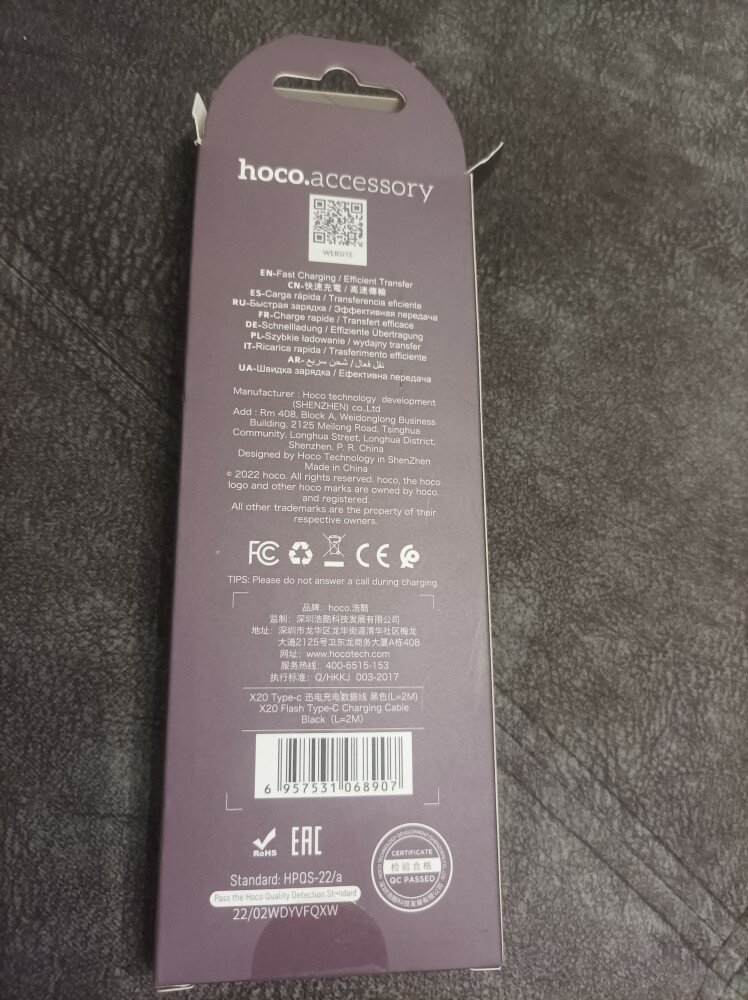 hoco.accessory
WEBSITE
EN-Fast Charging / Efficient Transfer
CN-快速充電 / 高速傳輸
ES-Carga rápida / Transferencia eficiente
RU-Быстрая зарядка / Эффективная передача
FR-Charge rapide / Transfert efficace
DE-Schnellladung / Effiziente Übertragung
PL-Szybkie ładowanie / wydajny transfer
IT-Ricarica rapida / Trasferimento efficiente
AR- نقل فعال / شحن سريع
UA-Швидка зарядка / Ефективна передача
Manufacturer : Hoco technology development
(SHENZHEN) co.,Ltd
Add : Rm 408. Block A, Weidonglong Business
Building, 2125 Meilong Road, Tsinghua
Community, Longhua Street, Longhua District,
Shenzhen, P. R. China
Designed by Hoco Technology in ShenZhen
Made in China
© 2022 hoco. All rights reserved. hoco, the hoco
logo and other hoco marks are owned by hoco.
and registered.
All other trademarks are the property of their
respective owners.
FC CE
TIPS: Please do not answer a call during charging.
品牌：hoco.浩酷
监制：深圳浩酷科技发展有限公司
地址：深圳市龙华区龙华街道清华社区梅龙
大道2125号卫东龙商务大厦A栋408
网址：www.hocotech.com
服务热线：400-6515-153
执行标准：Q/HKKJ 003-2017
X20 Type-c 迅电充电数据线 黑色(L=2M)
X20 Flash Type-C Charging Cable
Black（L=2M）
6 957531 068907
RoHS EAC
CERTIFICATE
检验合格
QC PASSED
Standard: HPQS-22/a
Pass the Hoco Quality Detection Standard
22/02WDYVFQXW